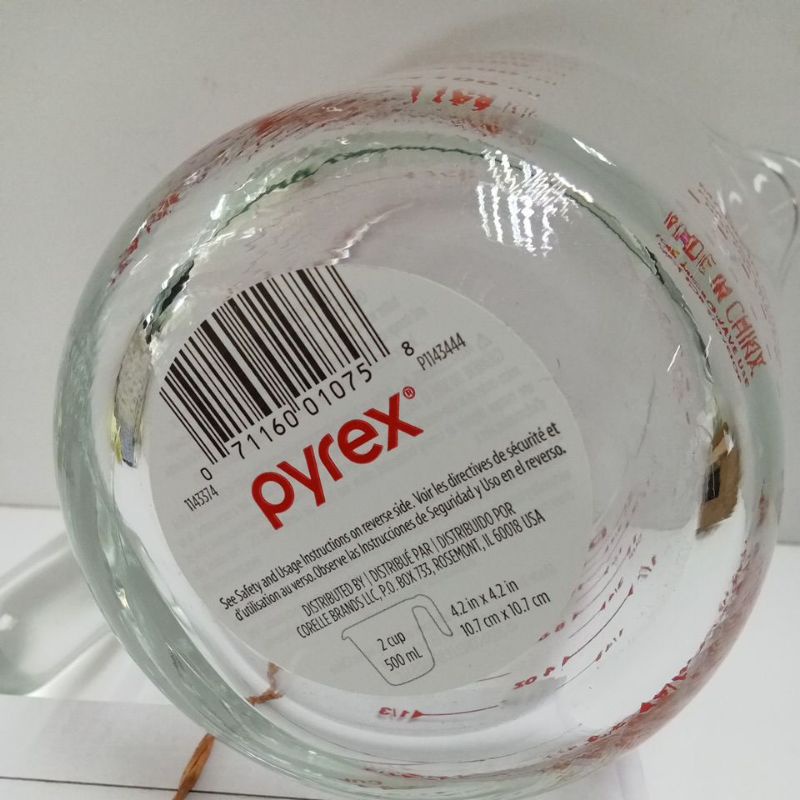 0 71160 01075 8
P1143444
1143374
pyrex®
See Safety and Usage Instructions on reverse side. Voir les directives de sécurité et
d'utilisation au verso. Observe las Instrucciones de Seguridad y Uso en el reverso.
DISTRIBUTED BY | DISTRIBUÉ PAR | DISTRIBUIDO POR
CORELLE BRANDS LLC, P.O. BOX 733, ROSEMONT, IL 60018 USA
2 cup
500 mL
4.2 in x 4.2 in
10.7 cm x 10.7 cm
MADE IN CHINA